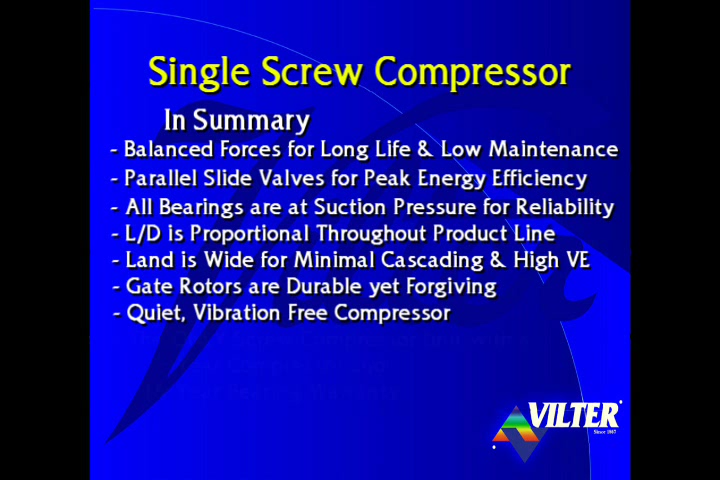 Single Screw Compressor
In Summary
- Balanced Forces for Long Life & Low Maintenance
- Parallel Slide Valves for Peak Energy Efficiency
- All Bearings are at Suction Pressure for Reliability
- L/D is Proportional Throughout Product Line
- Land is Wide for Minimal Cascading & High VE
- Gate Rotors are Durable yet Forgiving
- Quiet, Vibration Free Compressor
VILTER
Since 1867